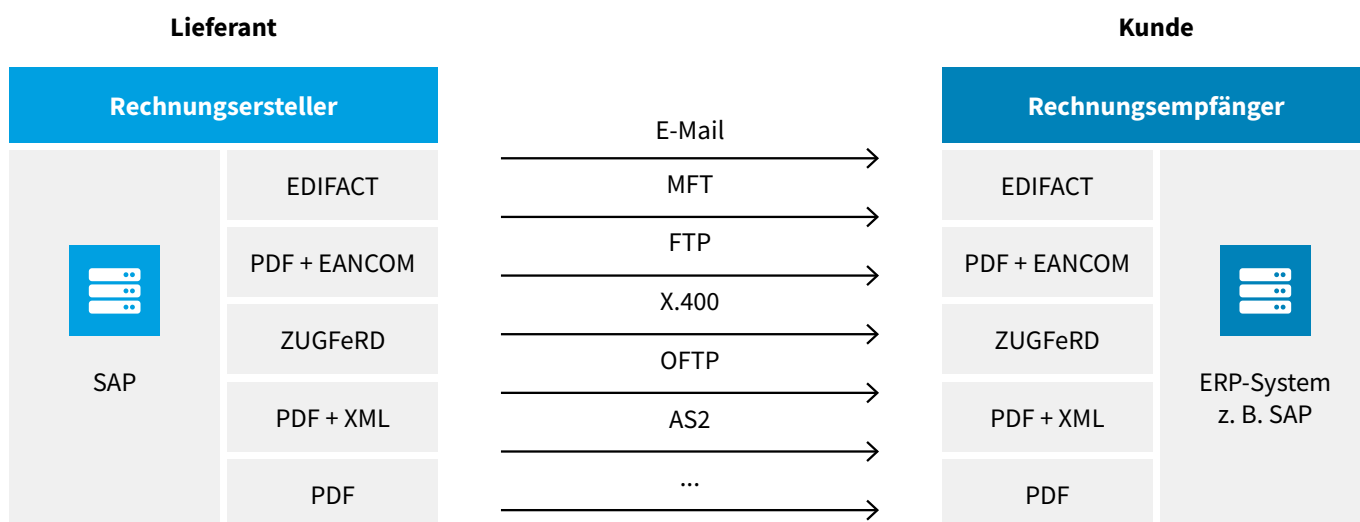 Lieferant
Kunde
Rechnungsersteller
Rechnungsempfänger
SAP
EDIFACT
PDF + EANCOM
ZUGFeRD
PDF + XML
PDF
E-Mail
MFT
FTP
X.400
OFTP
AS2
...
EDIFACT
PDF + EANCOM
ZUGFeRD
PDF + XML
PDF
ERP-System
z. B. SAP